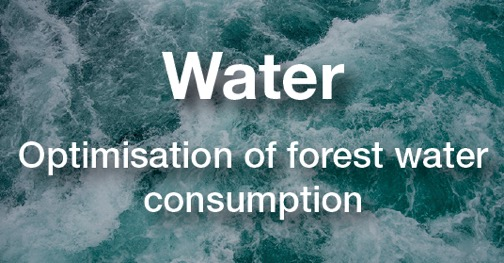 Water
Optimisation of forest water
consumption